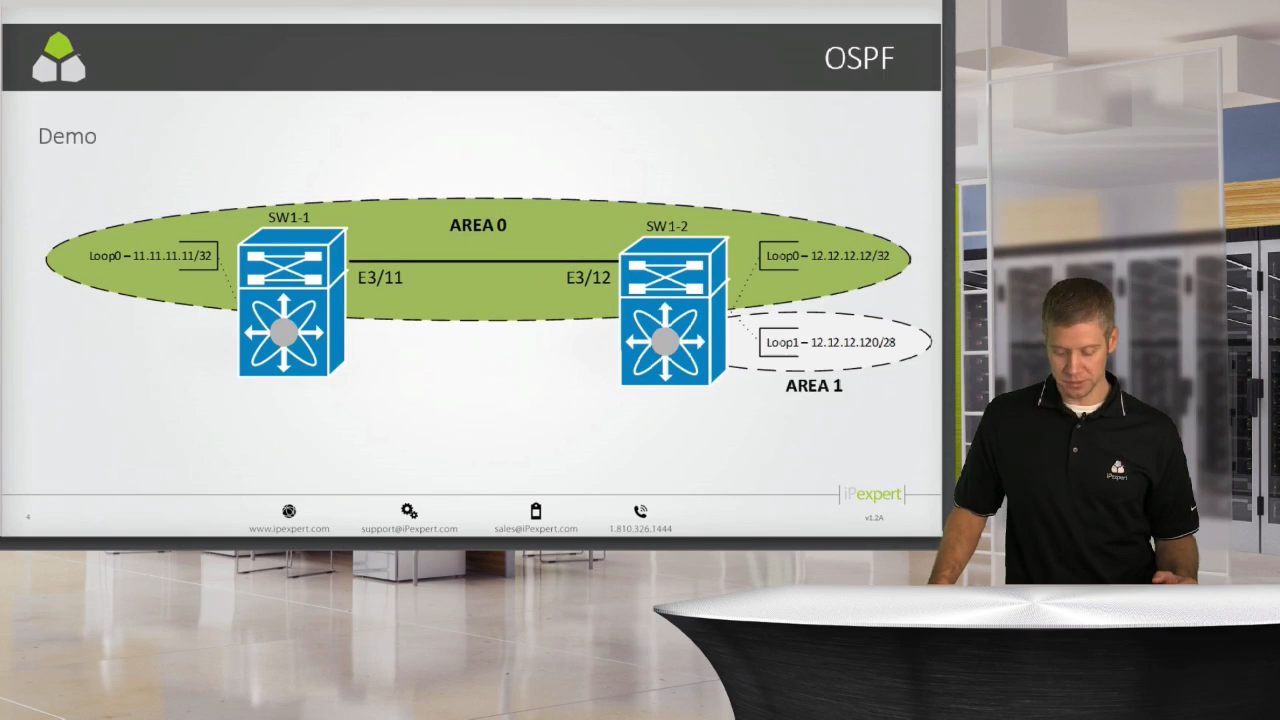 OSPF
Demo
SW1-1
AREA 0
SW1-2
Loop0 – 11.11.11.11/32
Loop0 – 12.12.12.12/32
E3/11
E3/12
Loop1 – 12.12.12.120/28
AREA 1
iPexpert
4
www.ipexpert.com
support@iPexpert.com
sales@iPexpert.com
1.810.326.1444
v1.2A
iPexpert